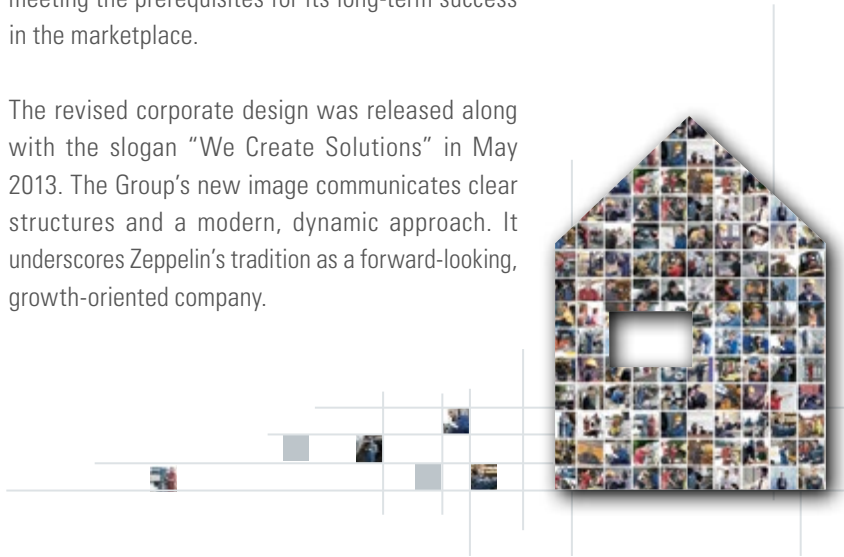 meeting the prerequisites for its long-term success
in the marketplace.
The revised corporate design was released along
with the slogan “We Create Solutions” in May
2013. The Group’s new image communicates clear
structures and a modern, dynamic approach. It
underscores Zeppelin’s tradition as a forward-looking,
growth-oriented company.